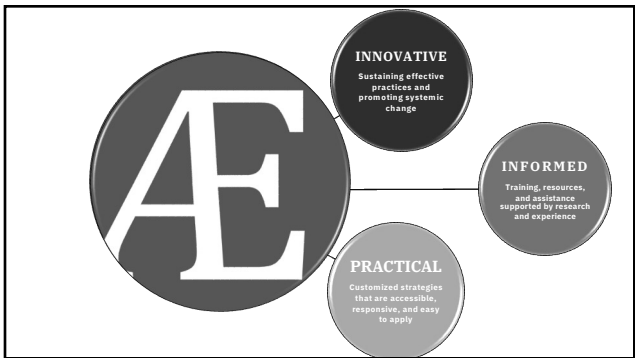 Æ
INNOVATIVE
Sustaining effective
practices and
promoting systemic
change
INFORMED
Training, resources,
and assistance
supported by research
and experience
PRACTICAL
Customized strategies
that are accessible,
responsive, and easy
to apply